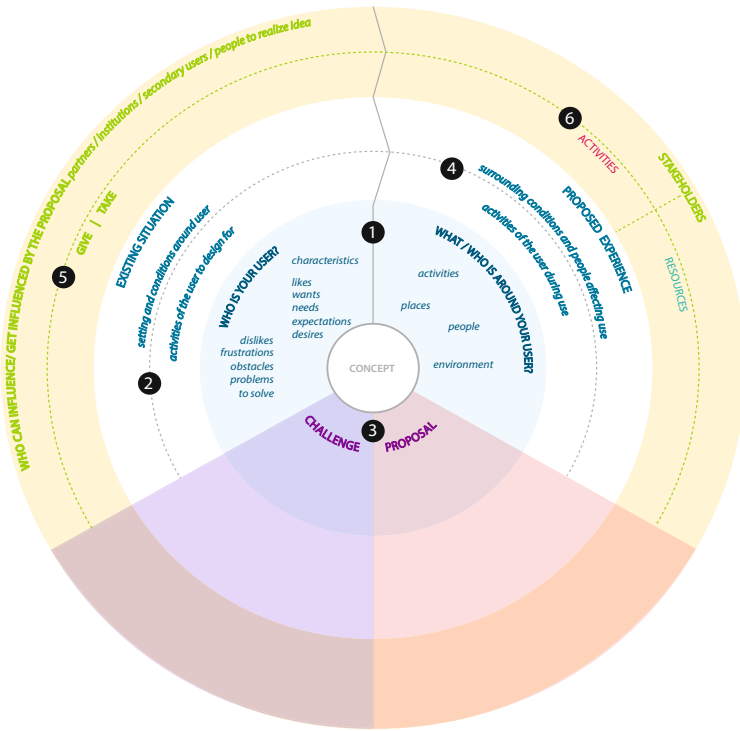 WHO CAN INFLUENCE/ GET INFLUENCED BY THE PROPOSAL partners / institutions / secondary users / people to realize idea
GIVE | TAKE
5
EXISTING SITUATION
setting and conditions around user
activities of the user to design for
2
1
WHO IS YOUR USER?
characteristics
likes
wants
needs
expectations
desires
dislikes
frustrations
obstacles
problems
to solve
WHAT / WHO IS AROUND YOUR USER?
activities
places
people
environment
CONCEPT
3
CHALLENGE
PROPOSAL
4
PROPOSED EXPERIENCE
surrounding conditions and people affecting use
activities of the user during use
6
ACTIVITIES
STAKEHOLDERS
RESOURCES